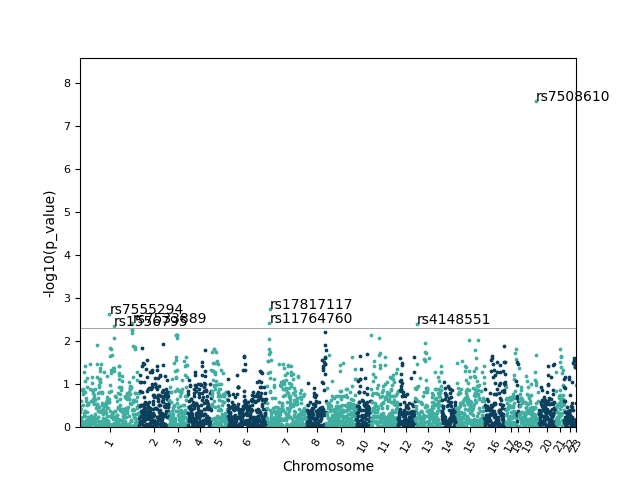 8
7
6
5
4
3
2
1
0
-log10(p_value)
rs7508610
rs17817117
rs7555294
rs11764760
rs4148551
rs1556795
1 2 3 4 5 6 7 8 9 10 11 12 13 14 15 16 17 18 19 20 21 22 23
Chromosome